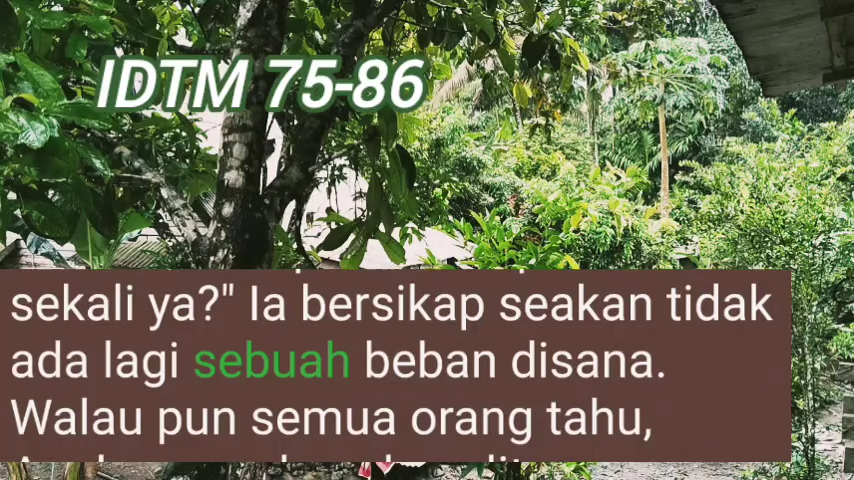 IDTM 75-86
sekali ya?" Ia bersikap seakan tidak
ada lagi sebuah beban disana.
Walau pun semua orang tahu,